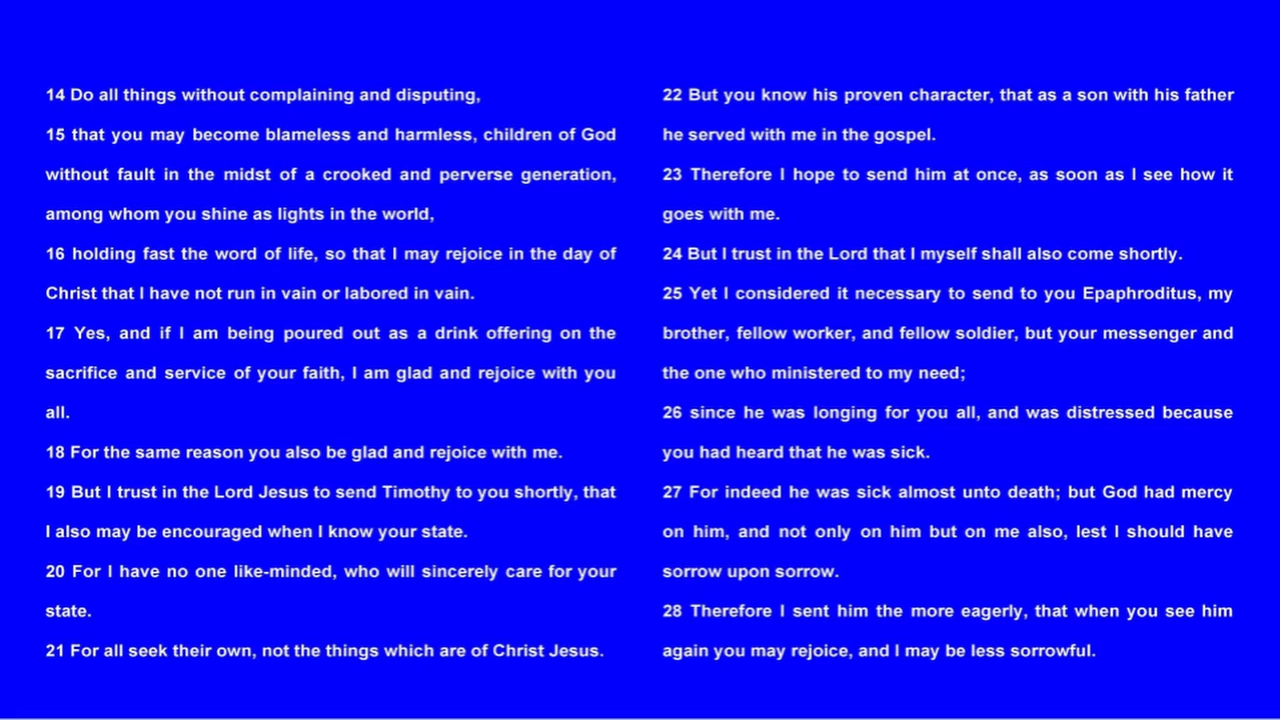 14 Do all things without complaining and disputing,
15 that you may become blameless and harmless, children of God
without fault in the midst of a crooked and perverse generation,
among whom you shine as lights in the world,
16 holding fast the word of life, so that I may rejoice in the day of
Christ that I have not run in vain or labored in vain.
17 Yes, and if I am being poured out as a drink offering on the
sacrifice and service of your faith, I am glad and rejoice with you
all.
18 For the same reason you also be glad and rejoice with me.
19 But I trust in the Lord Jesus to send Timothy to you shortly, that
I also may be encouraged when I know your state.
20 For I have no one like-minded, who will sincerely care for your
state.
21 For all seek their own, not the things which are of Christ Jesus.
22 But you know his proven character, that as a son with his father
he served with me in the gospel.
23 Therefore I hope to send him at once, as soon as I see how it
goes with me.
24 But I trust in the Lord that I myself shall also come shortly.
25 Yet I considered it necessary to send to you Epaphroditus, my
brother, fellow worker, and fellow soldier, but your messenger and
the one who ministered to my need;
26 since he was longing for you all, and was distressed because
you had heard that he was sick.
27 For indeed he was sick almost unto death; but God had mercy
on him, and not only on him but on me also, lest I should have
sorrow upon sorrow.
28 Therefore I sent him the more eagerly, that when you see him
again you may rejoice, and I may be less sorrowful.